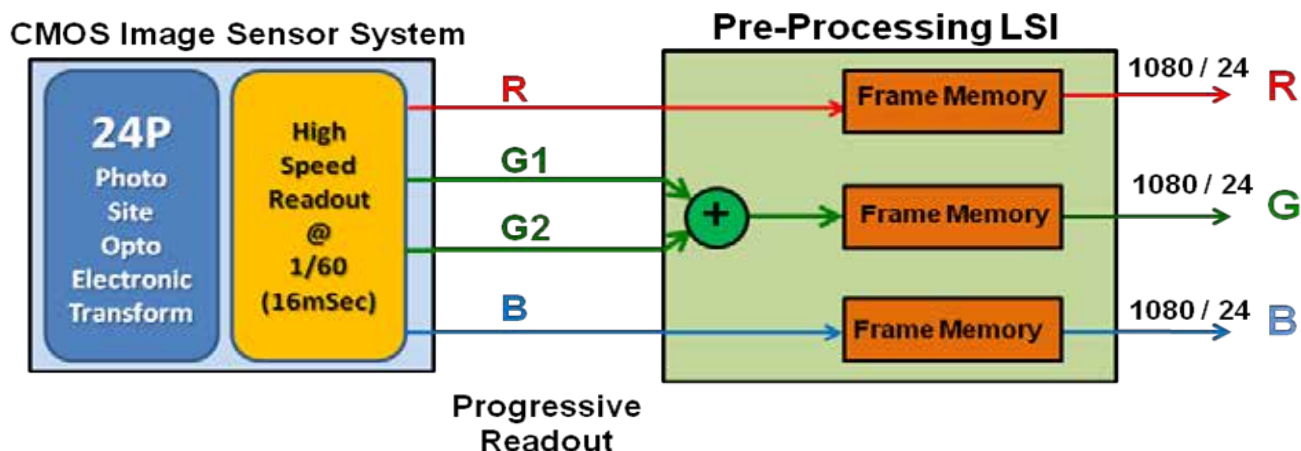 CMOS Image Sensor System
24P
Photo
Site
Opto
Electronic
Transform
High
Speed
Readout
@
1/60
(16mSec)
R
G1
G2
B
Progressive
Readout
Pre-Processing LSI
Frame Memory
+
Frame Memory
Frame Memory
1080 / 24 R
1080 / 24 G
1080 / 24 B